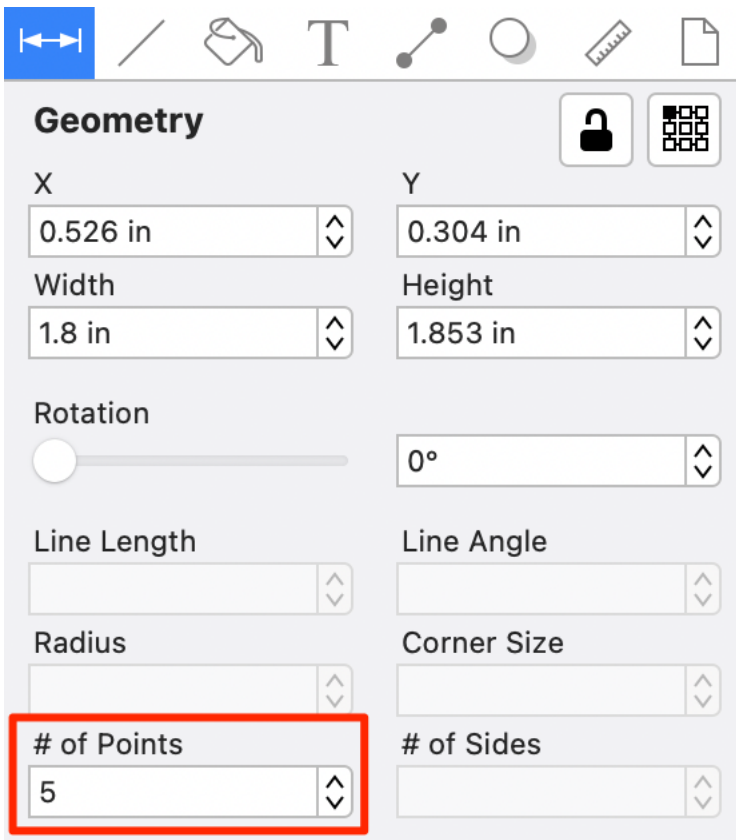 T
Geometry
X Y
0.526 in 0.304 in
Width Height
1.8 in 1.853 in
Rotation
0°
Line Length Line Angle
Radius Corner Size
# of Points # of Sides
5